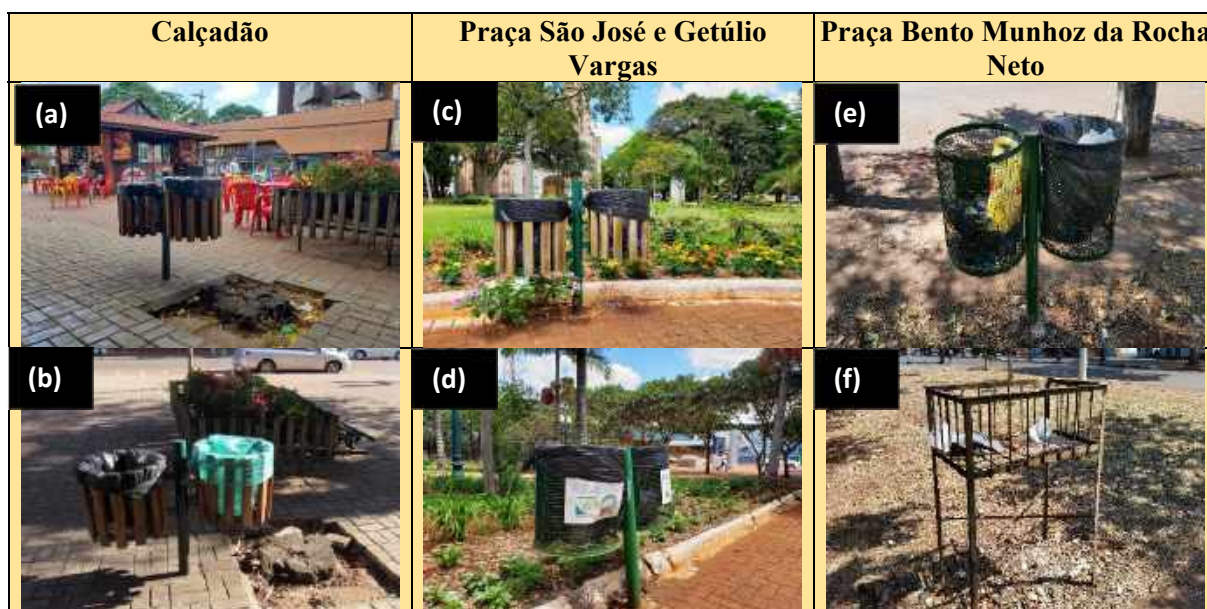 Calçadão
Praça São José e Getúlio
Vargas
Praça Bento Munhoz da Rocha
Neto
(a)
(c)
(e)
(b)
(d)
(f)